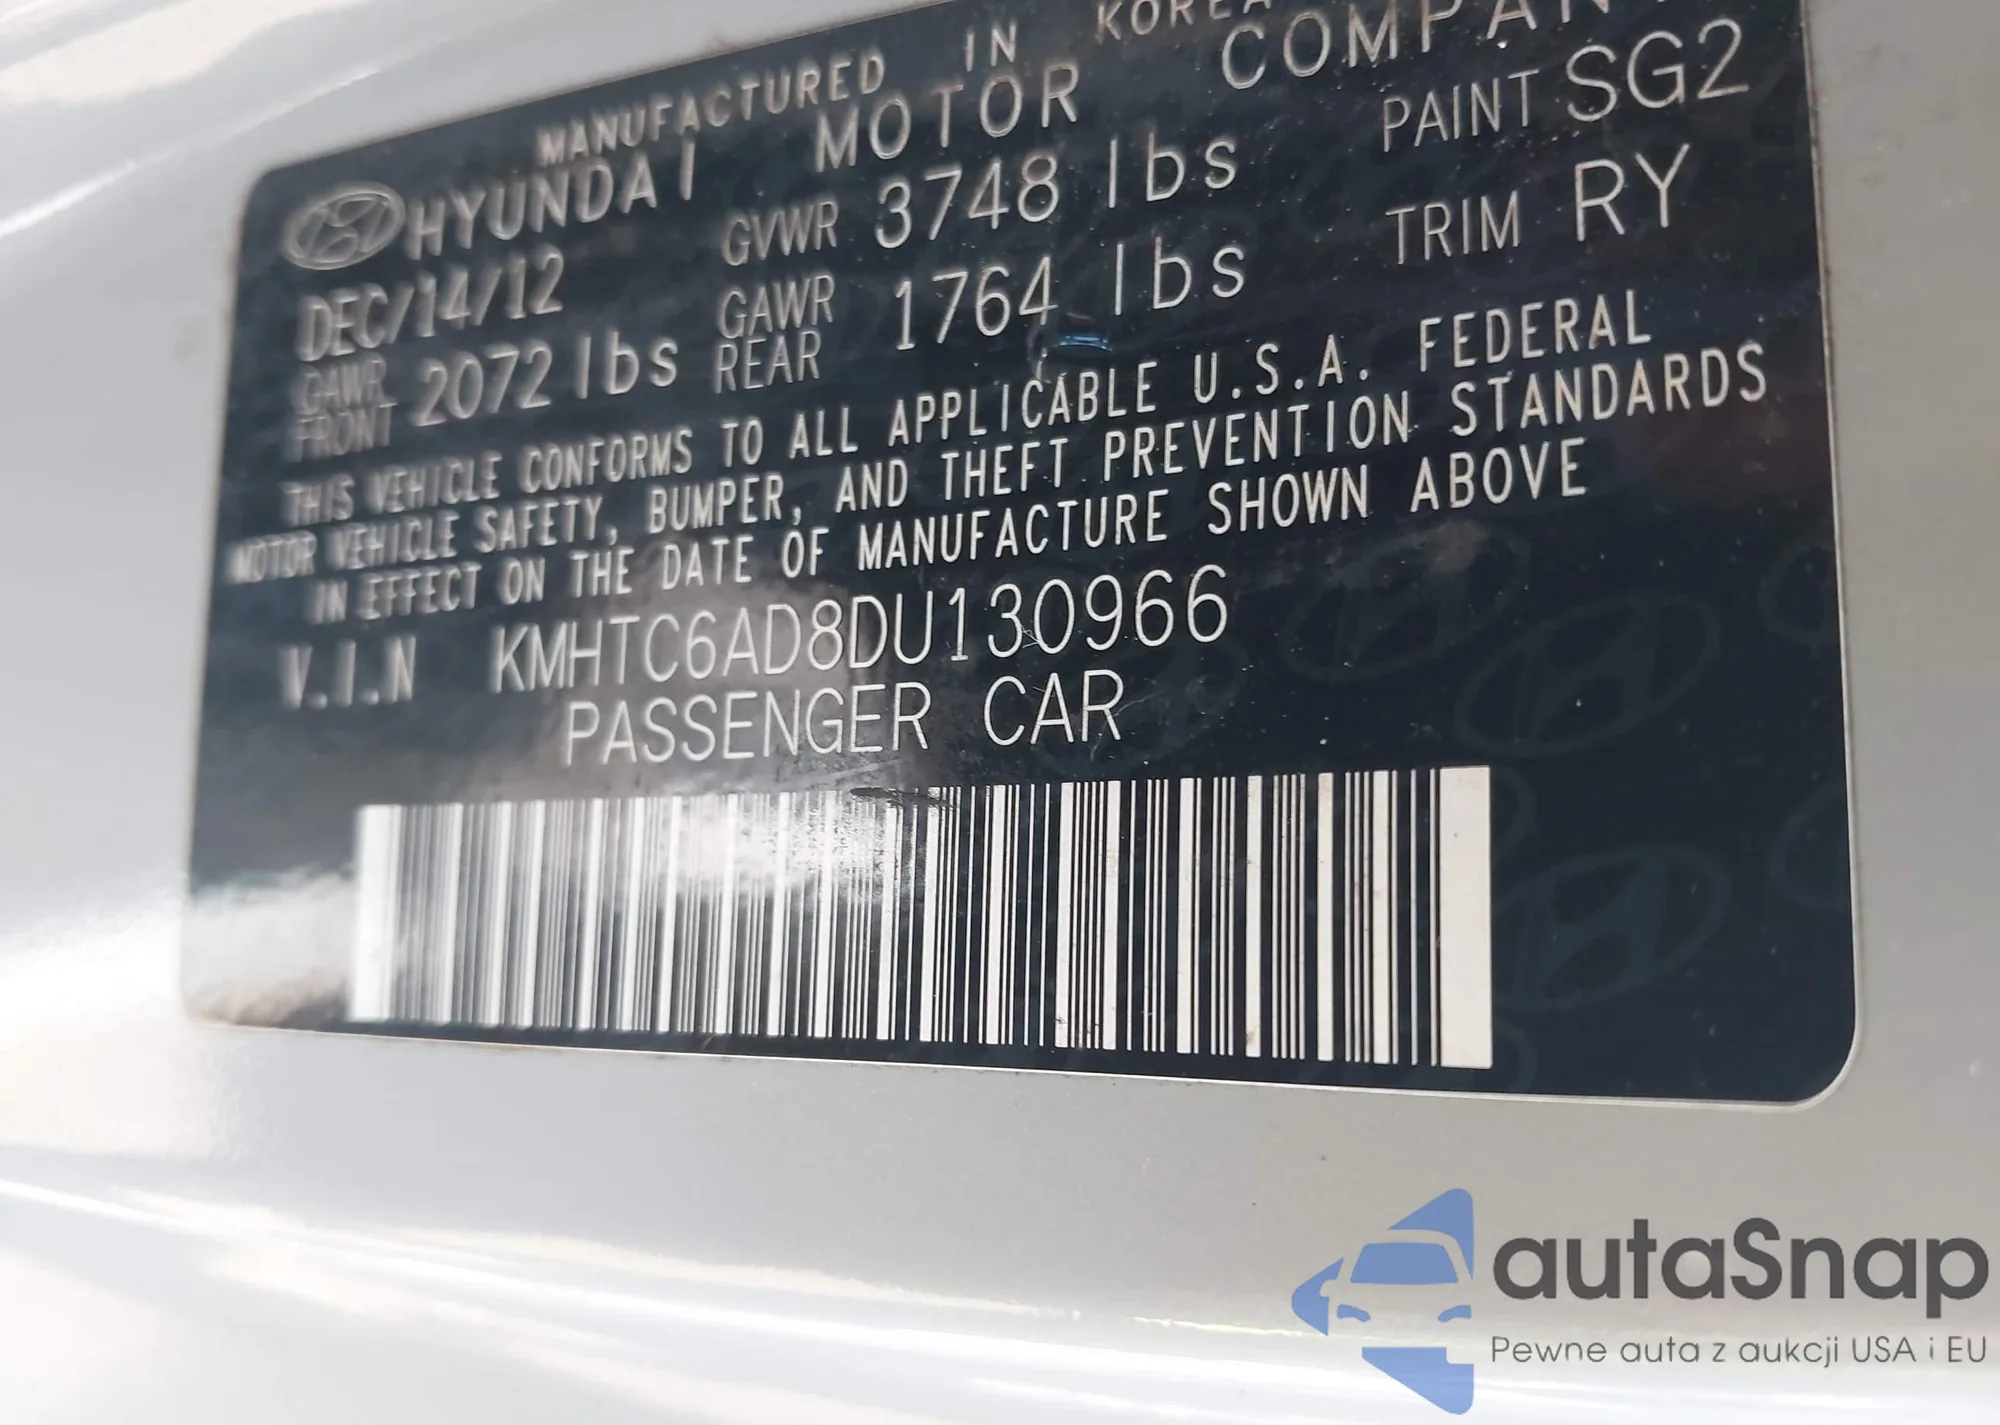 MANUFACTURED IN KOREA
HYUNDAI MOTOR COMPANY
DEC/14/12 GVWR 3748 lbs PAINT SG2
GAWR FRONT 2072 lbs GAWR REAR 1764 lbs TRIM RY
THIS VEHICLE CONFORMS TO ALL APPLICABLE U.S.A. FEDERAL
MOTOR VEHICLE SAFETY, BUMPER, AND THEFT PREVENTION STANDARDS
IN EFFECT ON THE DATE OF MANUFACTURE SHOWN ABOVE
V.I.N KMHTC6AD8DU130966
PASSENGER CAR
autaSnap
Pewne auta z aukcji USA i EU